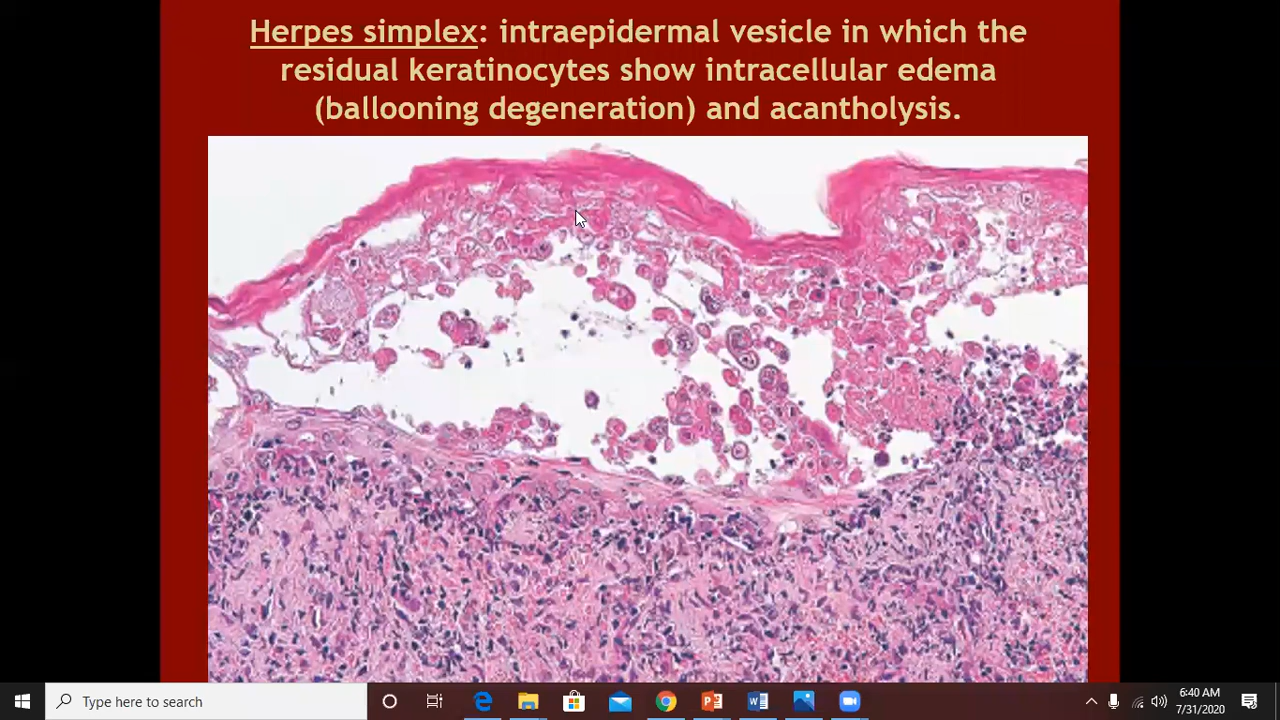 Herpes simplex: intraepidermal vesicle in which the
residual keratinocytes show intracellular edema
(ballooning degeneration) and acantholysis.
Type here to search
6:40 AM
7/31/2020